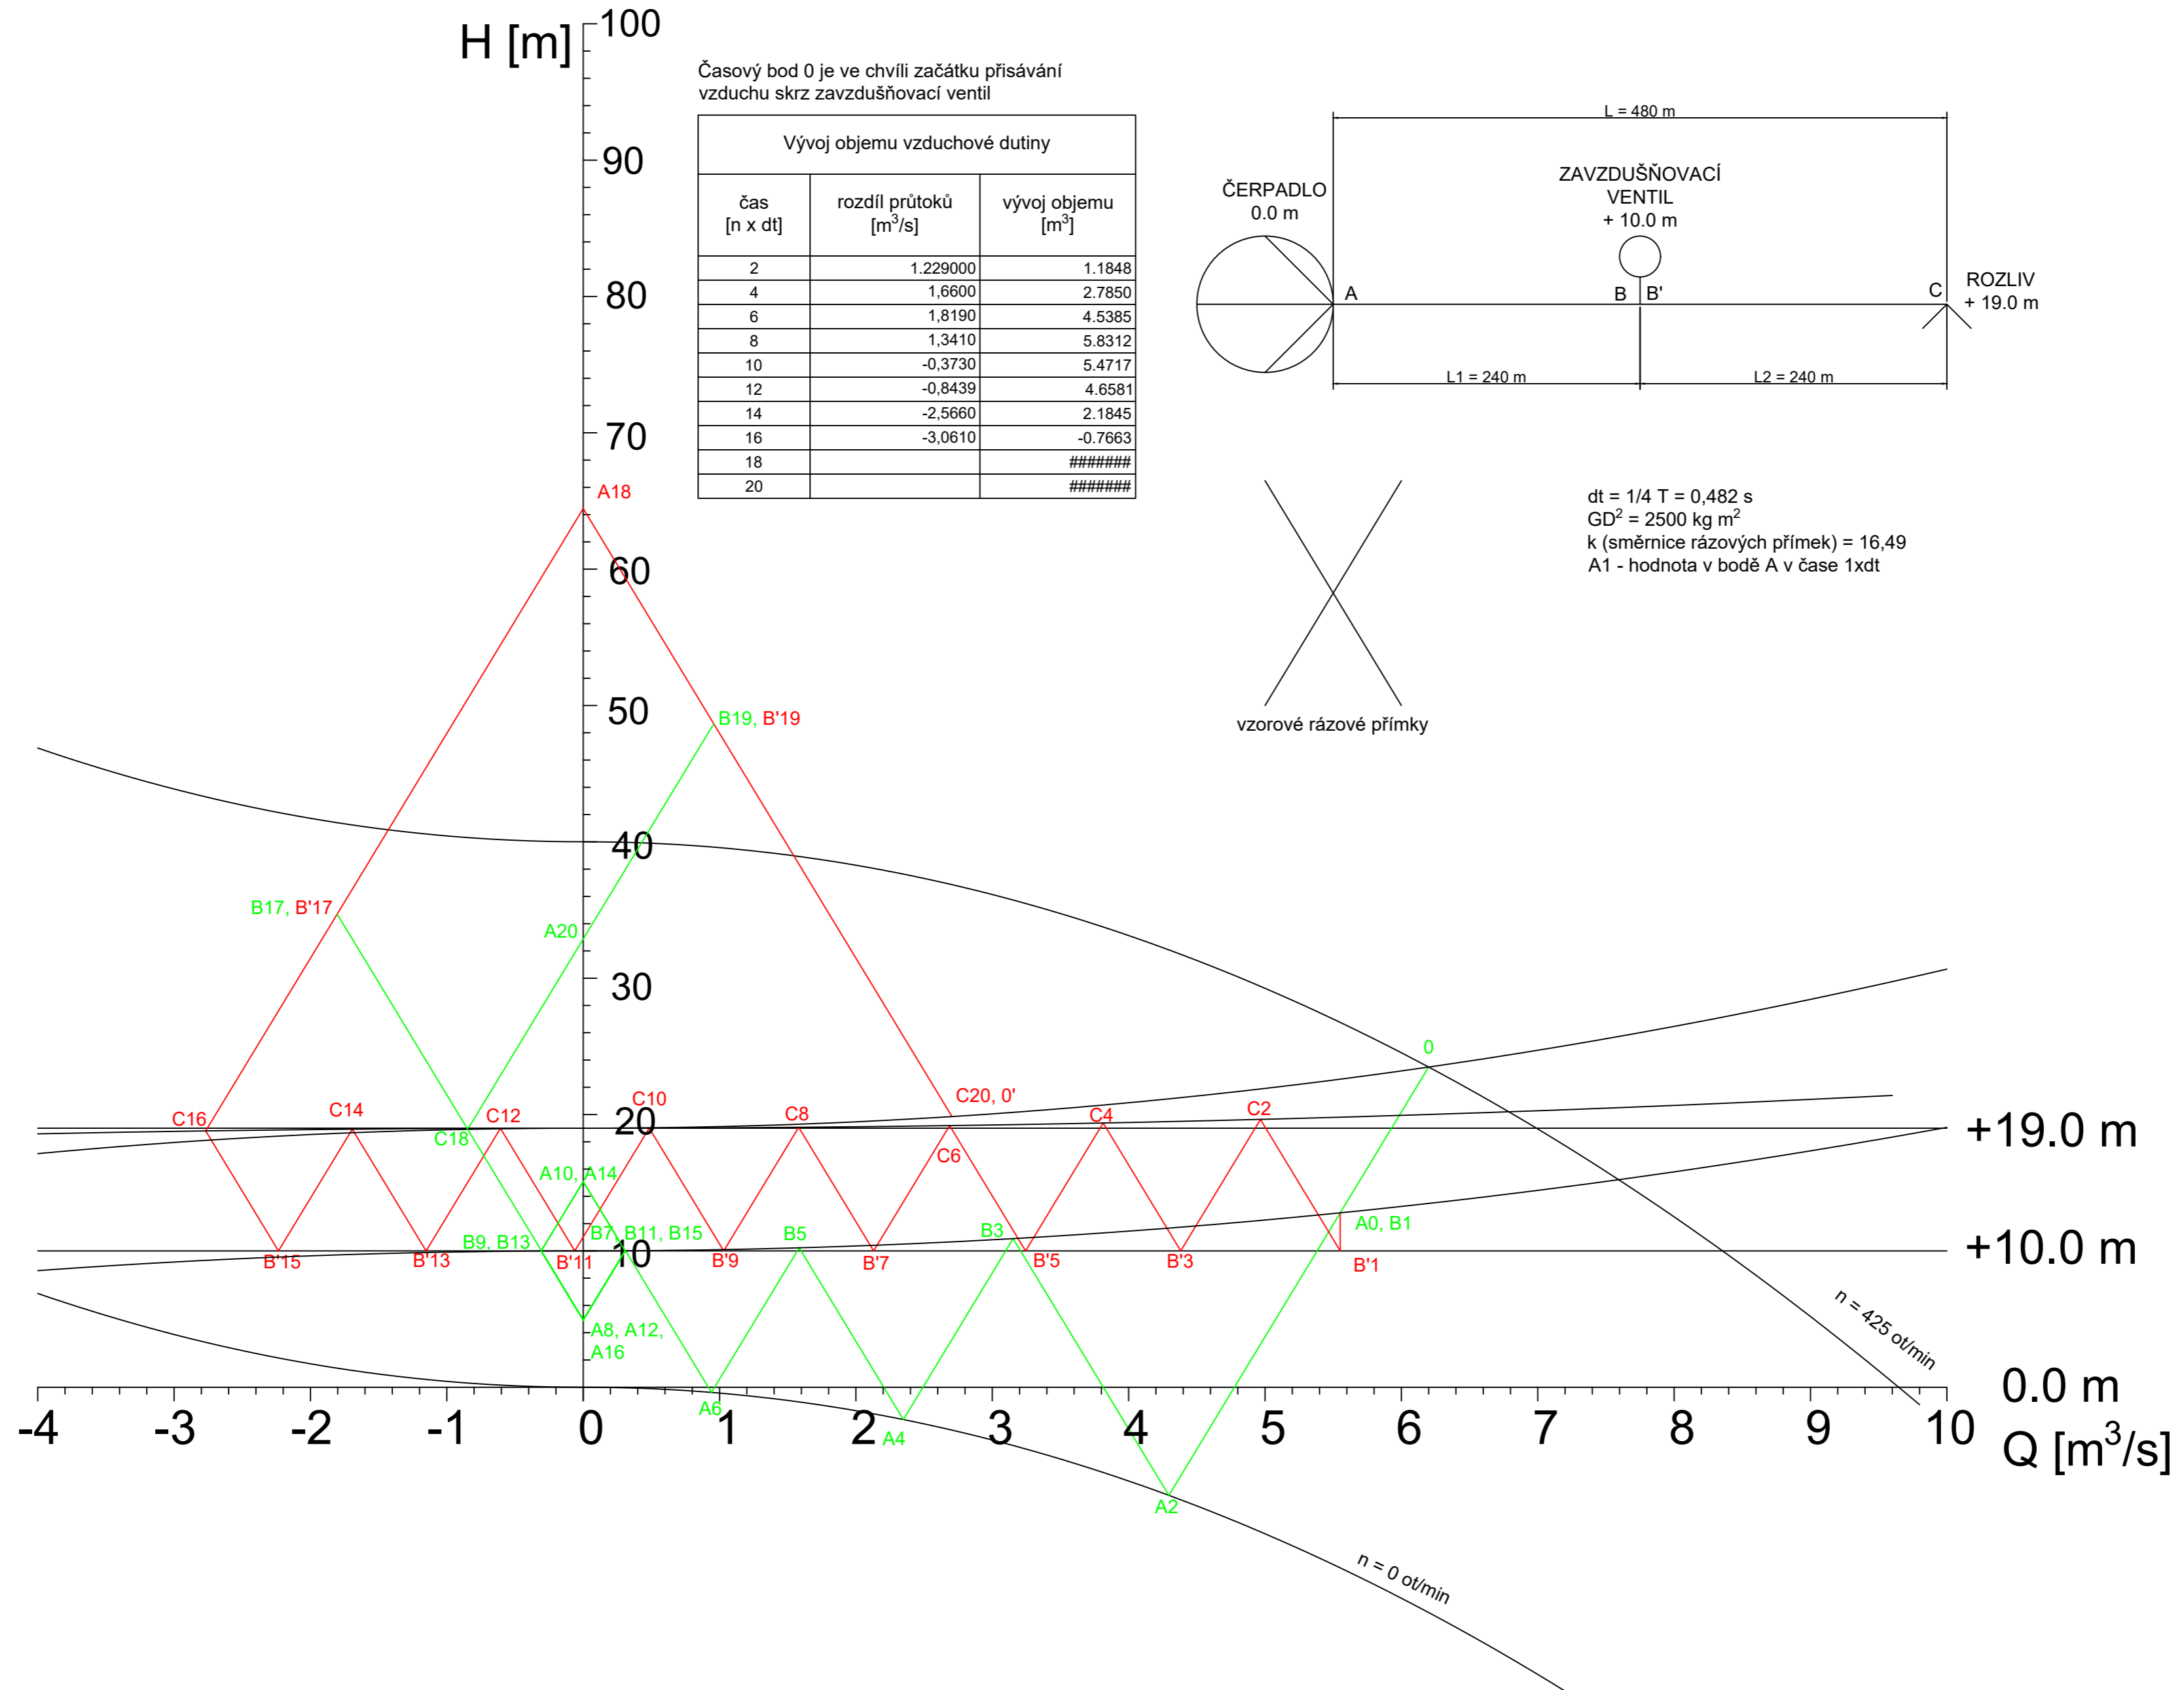 H [m]
100
90
80
70
60
50
40
30
20
10
Časový bod 0 je ve chvíli začátku přisávání
vzduchu skrz zavzdušňovací ventil
Vývoj objemu vzduchové dutiny
čas [n x dt] rozdíl průtoků [m³/s] vývoj objemu [m³]
2 1.229000 1.1848
4 1,6600 2.7850
6 1,8190 4.5385
8 1,3410 5.8312
10 -0,3730 5.4717
12 -0,8439 4.6581
14 -2,5660 2.1845
16 -3,0610 -0.7663
18 #######
20 #######
L = 480 m
ČERPADLO
0.0 m
ZAVZDUŠŇOVACÍ
VENTIL
+ 10.0 m
ROZLIV
+ 19.0 m
A
B
B'
C
L1 = 240 m
L2 = 240 m
dt = 1/4 T = 0,482 s
GD² = 2500 kg m²
k (směrnice rázových přímek) = 16,49
A1 - hodnota v bodě A v čase 1xdt
vzorové rázové přímky
A18
B19, B'19
B17, B'17
A20
0
C20, 0'
C16
C14
C12
C10
C8
C4
C2
C18
C6
A10, A14
B9, B13
B7, B11, B15
B5
B3
A0, B1
B'15
B'13
B'11
B'9
B'7
B'5
B'3
B'1
A8, A12,
A16
A6
A4
A2
n = 425 ot/min
n = 0 ot/min
+19.0 m
+10.0 m
0.0 m
-4 -3 -2 -1 0 1 2 3 4 5 6 7 8 9 10
Q [m³/s]